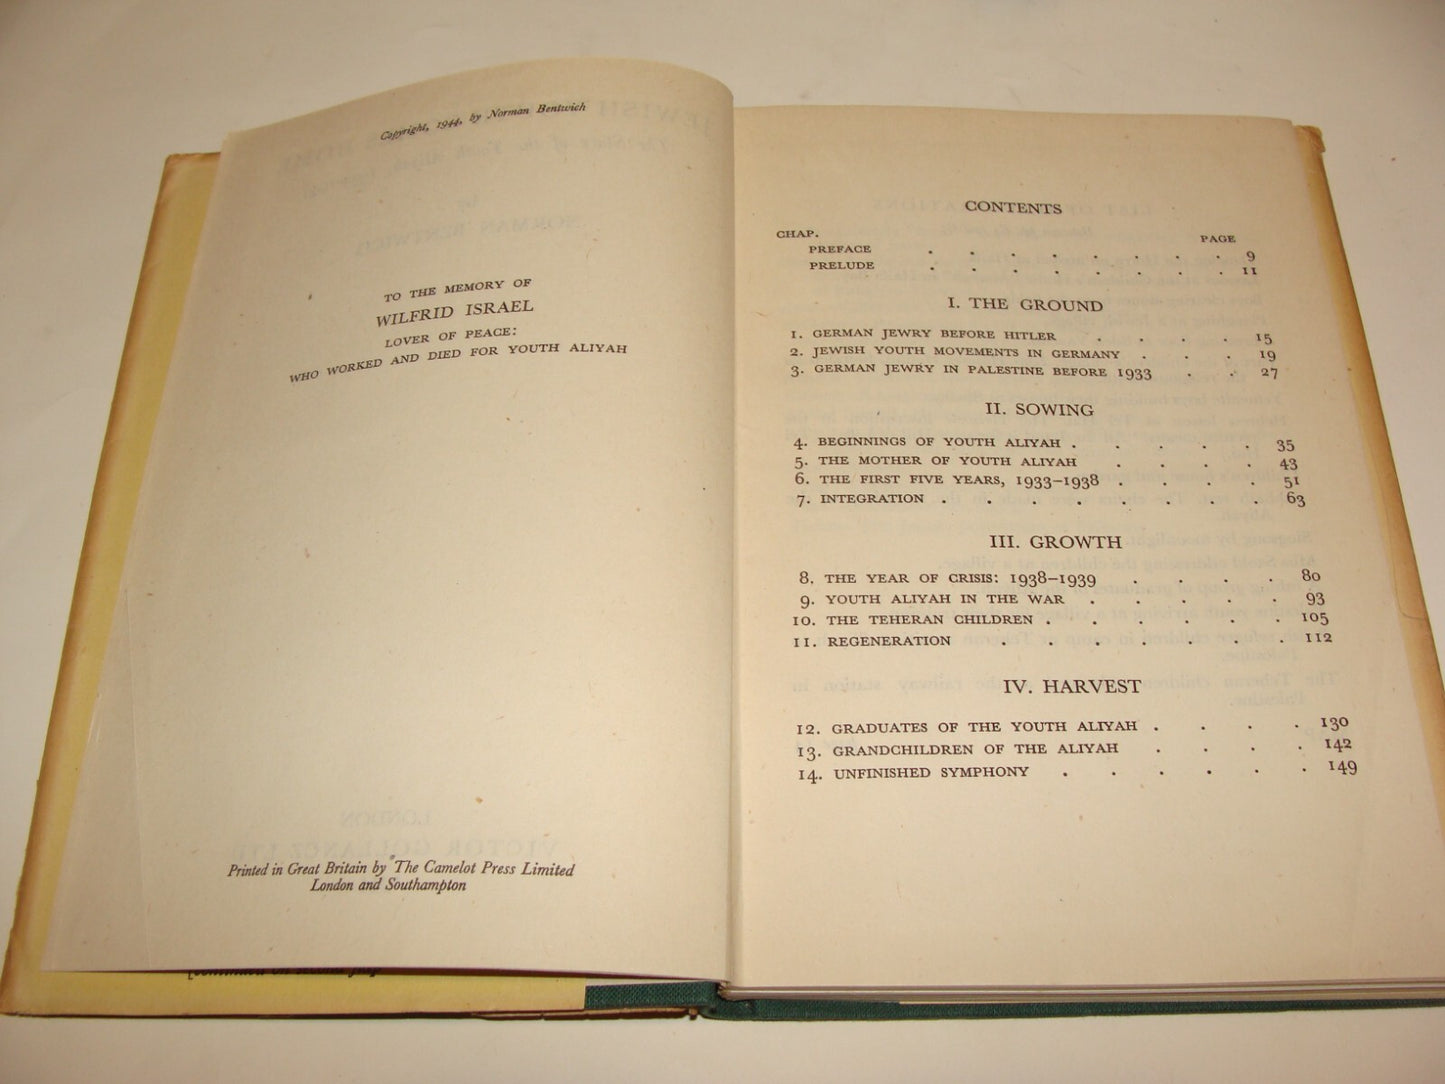 Copyright, 1944, by Norman Bentwich
TO THE MEMORY OF
WILFRID ISRAEL
LOVER OF PEACE:
WHO WORKED AND DIED FOR YOUTH ALIYAH
Printed in Great Britain by The Camelot Press Limited
London and Southampton
[continued on second flap
CONTENTS
CHAP. PAGE
PREFACE . . . . . . . 9
PRELUDE . . . . . . . 11
I. THE GROUND
1. GERMAN JEWRY BEFORE HITLER . . . . 15
2. JEWISH YOUTH MOVEMENTS IN GERMANY . . . 19
3. GERMAN JEWRY IN PALESTINE BEFORE 1933 . . 27
II. SOWING
4. BEGINNINGS OF YOUTH ALIYAH . . . . . 35
5. THE MOTHER OF YOUTH ALIYAH . . . . 43
6. THE FIRST FIVE YEARS, 1933–1938 . . . . 51
7. INTEGRATION . . . . . . . . 63
III. GROWTH
8. THE YEAR OF CRISIS: 1938–1939 . . . . 80
9. YOUTH ALIYAH IN THE WAR . . . . . 93
10. THE TEHERAN CHILDREN . . . . . . 105
11. REGENERATION . . . . . . . 112
IV. HARVEST
12. GRADUATES OF THE YOUTH ALIYAH . . . . 130
13. GRANDCHILDREN OF THE ALIYAH . . . . 142
14. UNFINISHED SYMPHONY . . . . . . 149